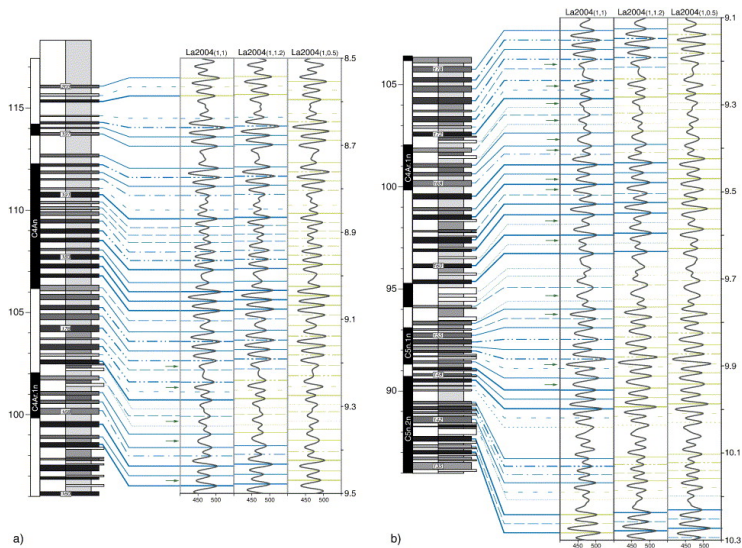 La2004(1,1) La2004(1,1.2) La2004(1,0.5)
8.5
8.7
8.9
9.1
9.3
9.5
115
110
105
100
C4An
C4Ar.1n
450 500 450 500 450 500
a)
La2004(1,1) La2004(1,1.2) La2004(1,0.5)
9.1
9.3
9.5
9.7
9.9
10.1
10.3
105
100
95
90
C4Ar.1n
C5n.1n
C5n.2n
450 500 450 500 450 500
b)